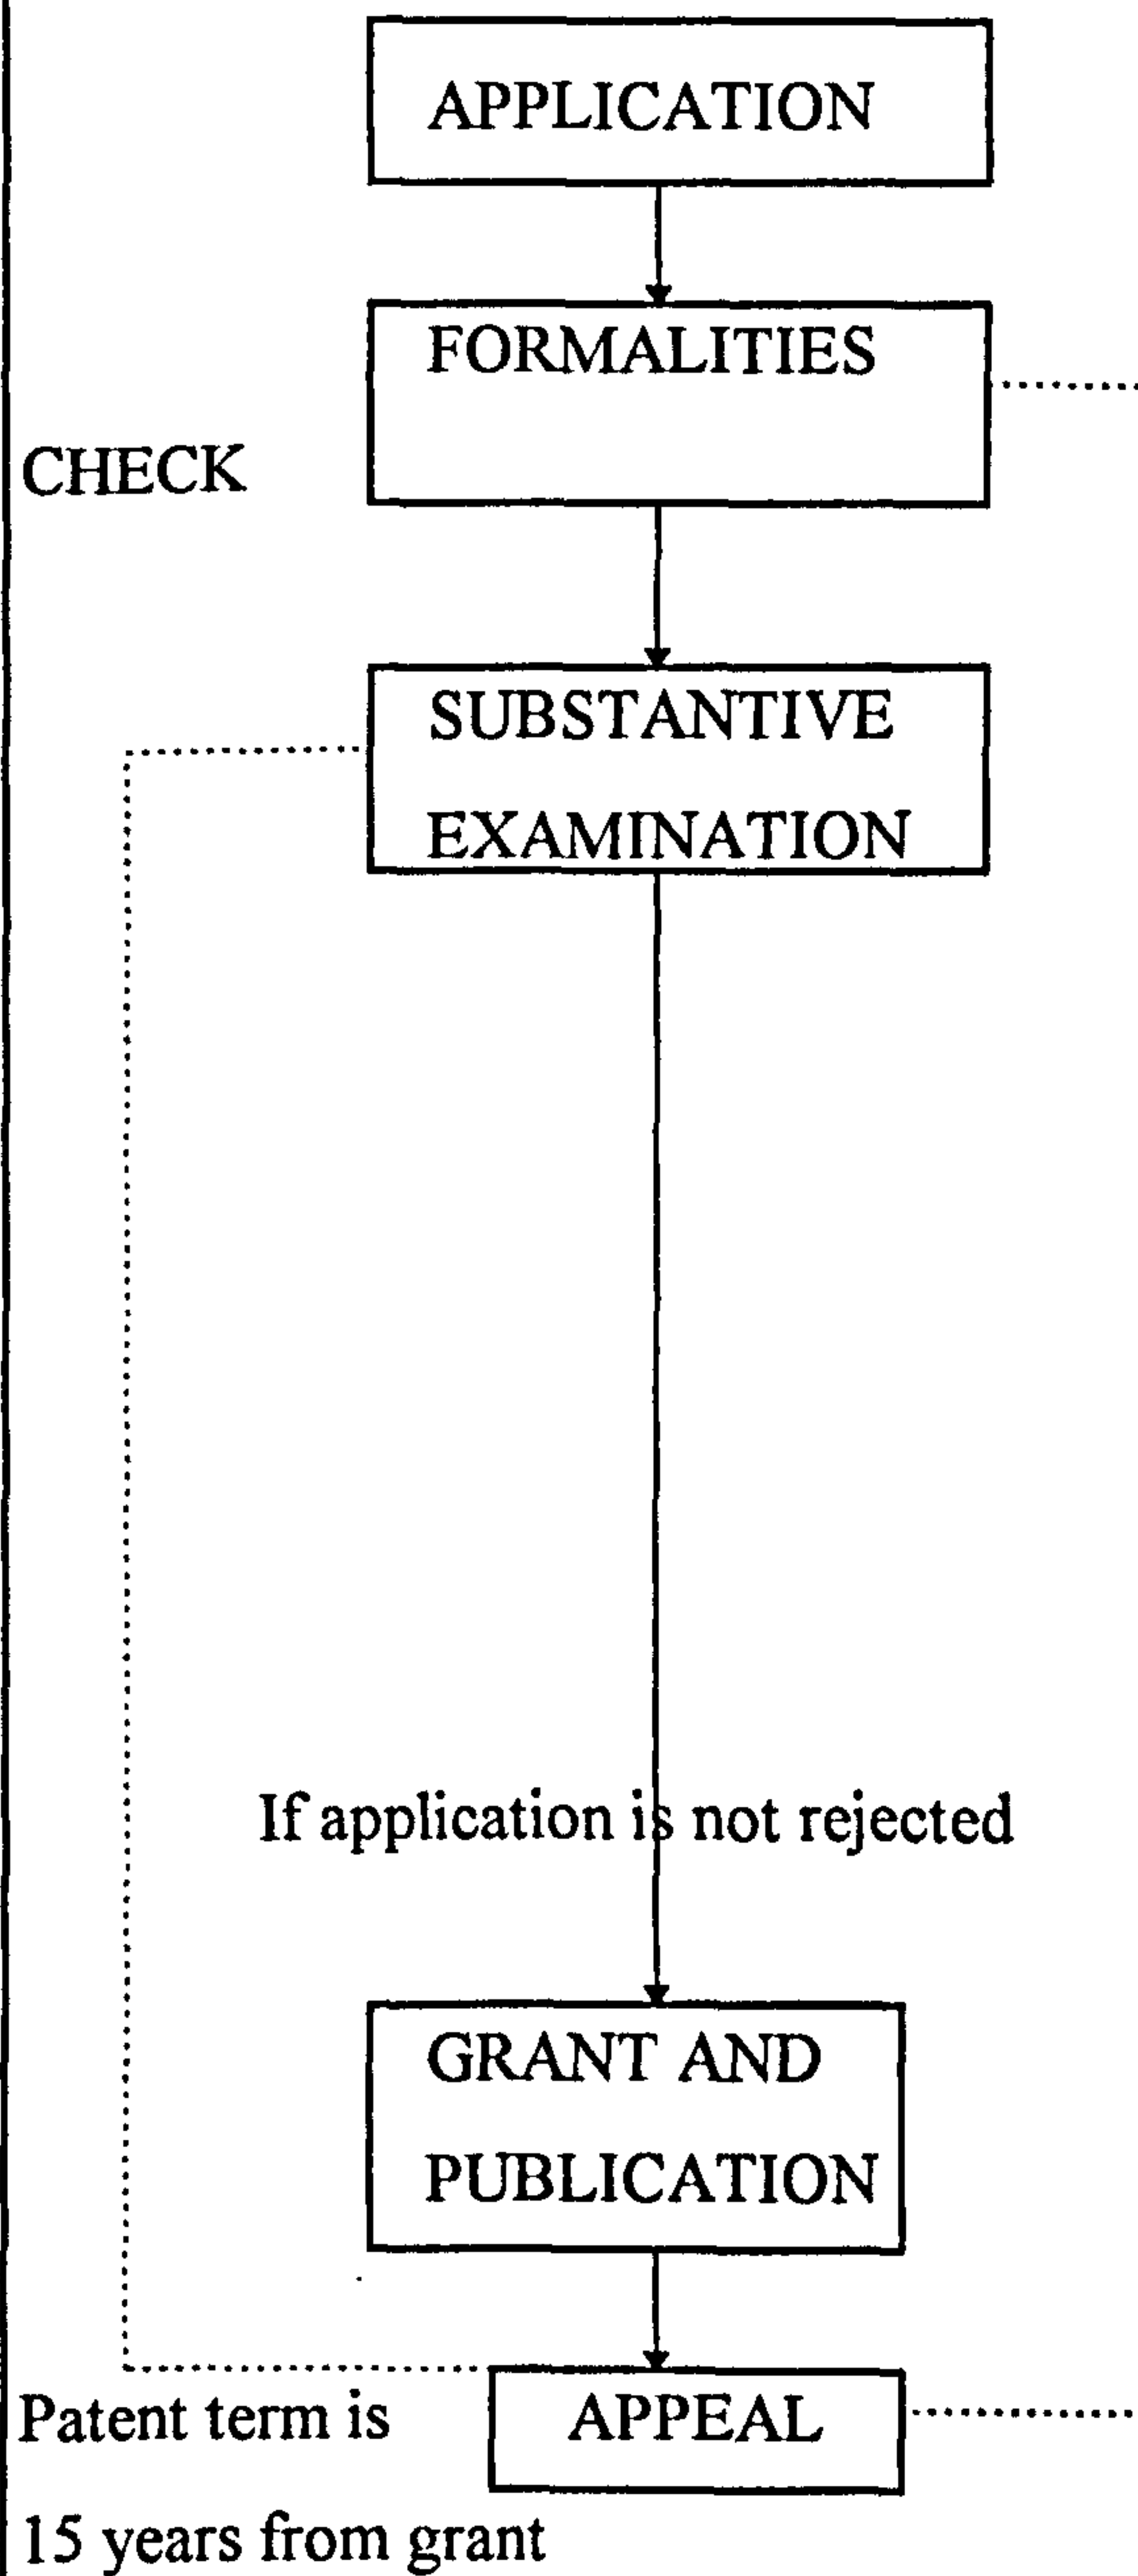 APPLICATION
FORMALITIES
CHECK
SUBSTANTIVE
EXAMINATION
If application is not rejected
GRANT AND
PUBLICATION
APPEAL
Patent term is
15 years from grant